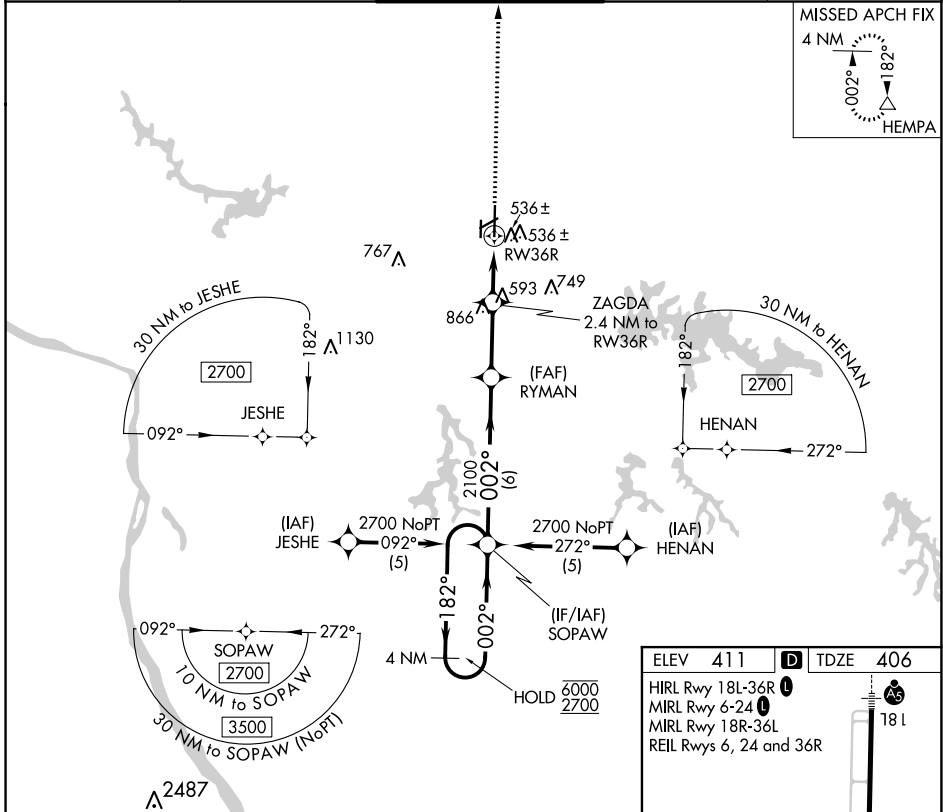 MISSED APCH FIX
4 NM
002°
182°
HEMPA
536 ±
536 ±
RW36R
767
593
749
866
ZAGDA
2.4 NM to
RW36R
30 NM to JESHE
182°
1130
2700
JESHE
092°
30 NM to HENAN
182°
2700
HENAN
272°
(FAF)
RYMAN
2100
002°
(6)
(IAF)
JESHE
2700 NoPT
092°
(5)
2700 NoPT
272°
(5)
(IAF)
HENAN
182°
002°
(IF/IAF)
SOPAW
4 NM
HOLD 6000
2700
092°
272°
SOPAW
2700
10 NM to SOPAW
3500
30 NM to SOPAW (NoPT)
2487
ELEV 411 D TDZE 406
HIRL Rwy 18L-36R L
MIRL Rwy 6-24 L
MIRL Rwy 18R-36L
REIL Rwys 6, 24 and 36R
A5
18L